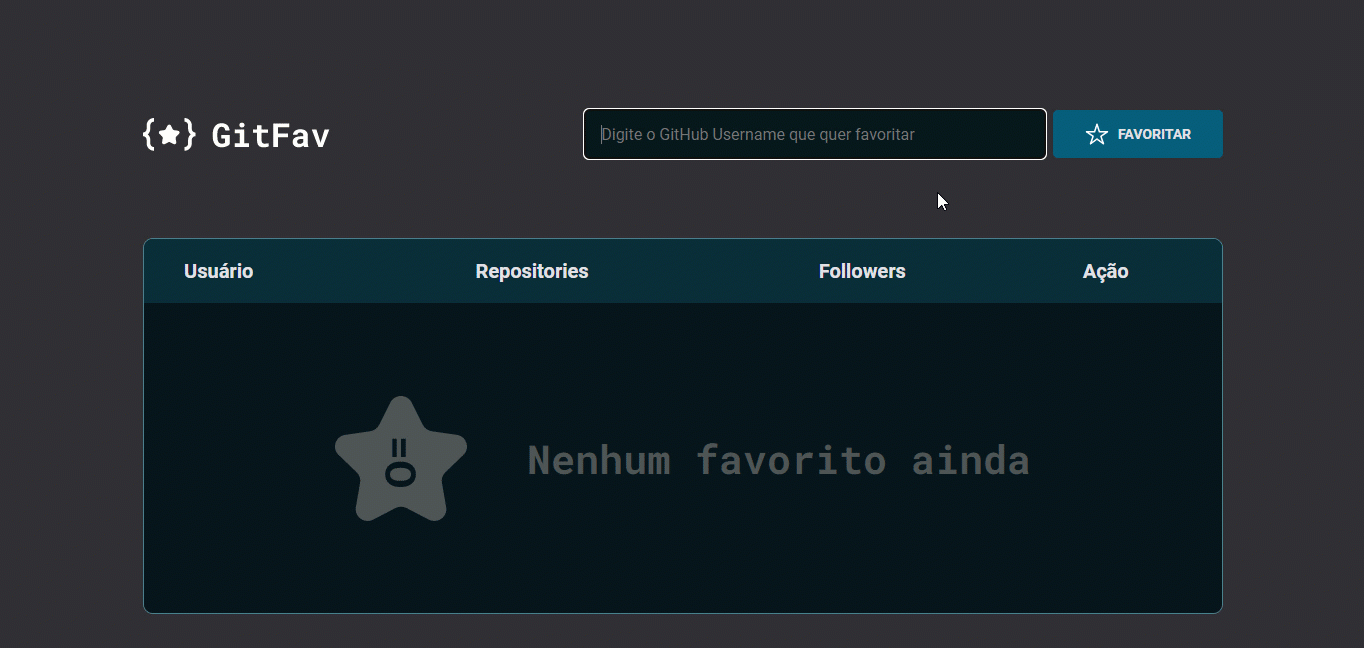 {★} GitFav
Digite o GitHub Username que quer favoritar
FAVORITAR
Usuário Repositories Followers Ação
Nenhum favorito ainda